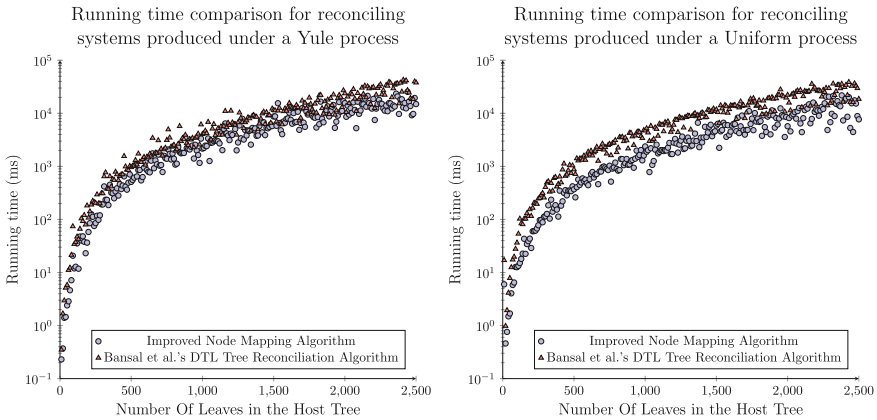 Running time comparison for reconciling
systems produced under a Yule process
10^5
10^4
10^3
10^2
10^1
10^0
10^−1
Running time (ms)
Improved Node Mapping Algorithm
Bansal et al.'s DTL Tree Reconciliation Algorithm
0
500
1,000
1,500
2,000
2,500
Number Of Leaves in the Host Tree
Running time comparison for reconciling
systems produced under a Uniform process
10^5
10^4
10^3
10^2
10^1
10^0
10^−1
Running time (ms)
Improved Node Mapping Algorithm
Bansal et al.'s DTL Tree Reconciliation Algorithm
0
500
1,000
1,500
2,000
2,500
Number Of Leaves in the Host Tree